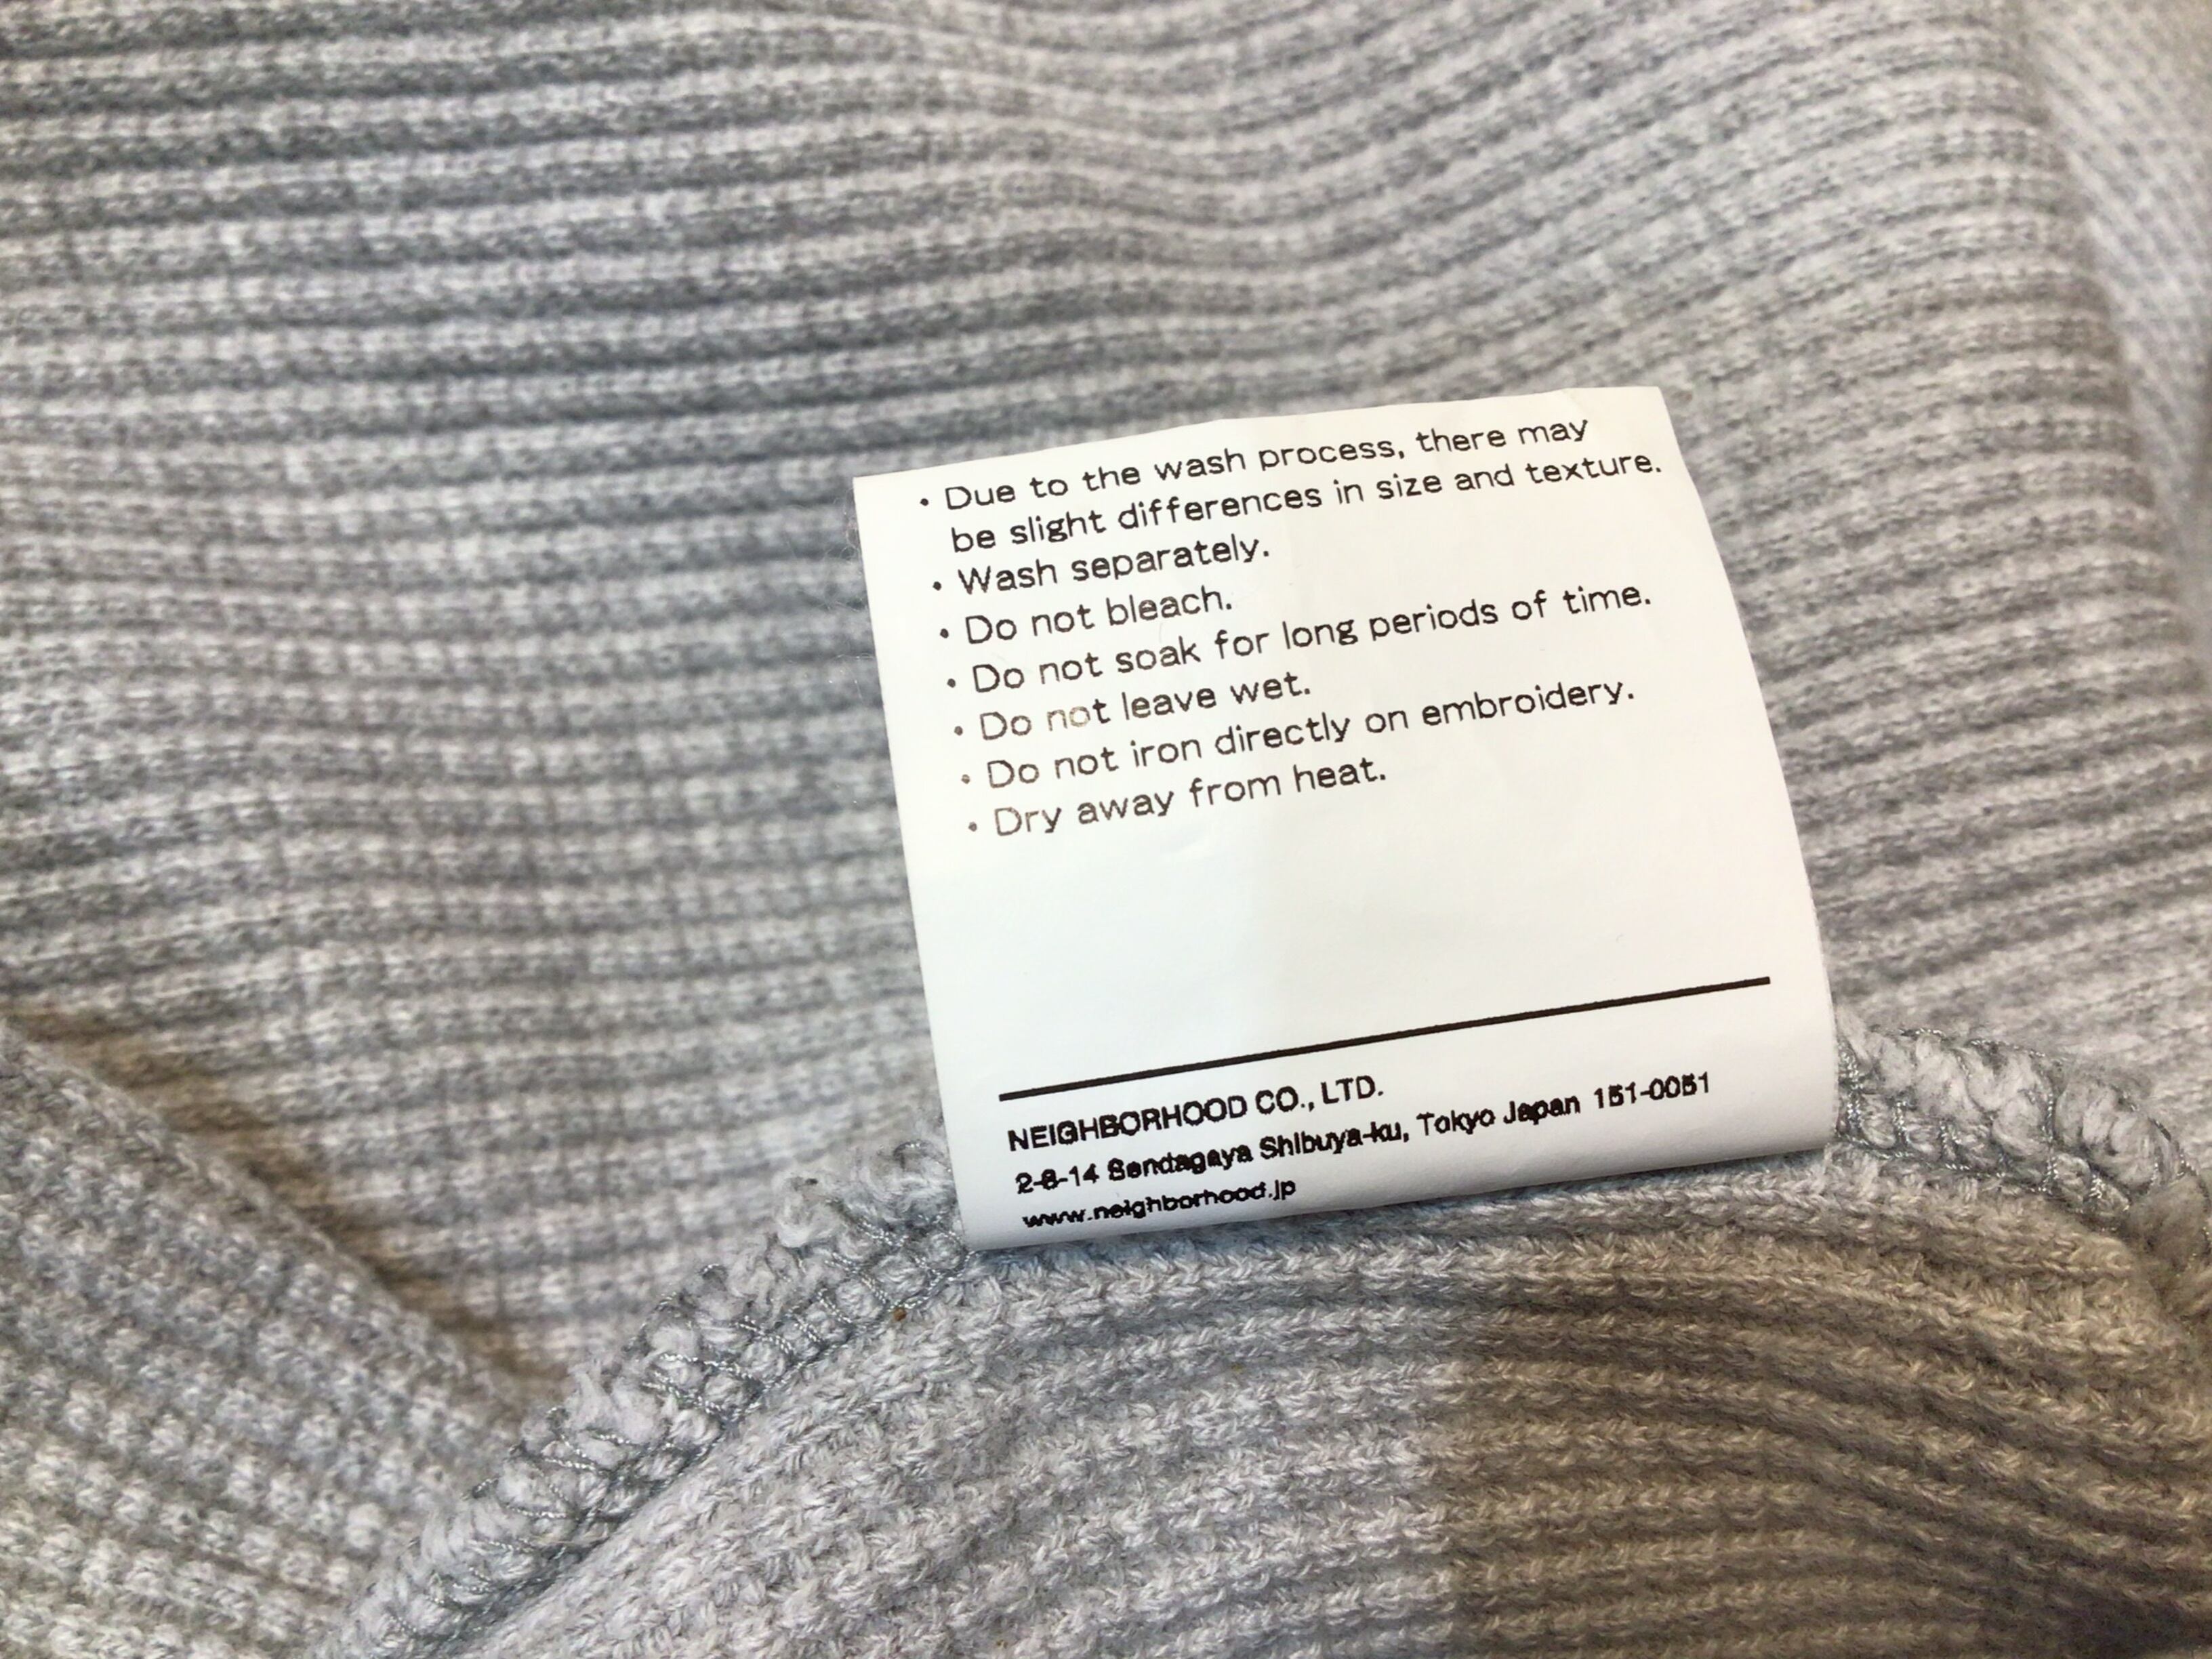 ・Due to the wash process, there may
be slight differences in size and texture.
・Wash separately.
・Do not bleach.
・Do not soak for long periods of time.
・Do not leave wet.
・Do not iron directly on embroidery.
・Dry away from heat.
NEIGHBORHOOD CO., LTD.
2-8-14 Sendagaya Shibuya-ku, Tokyo Japan 151-0051
www.neighborhood.jp